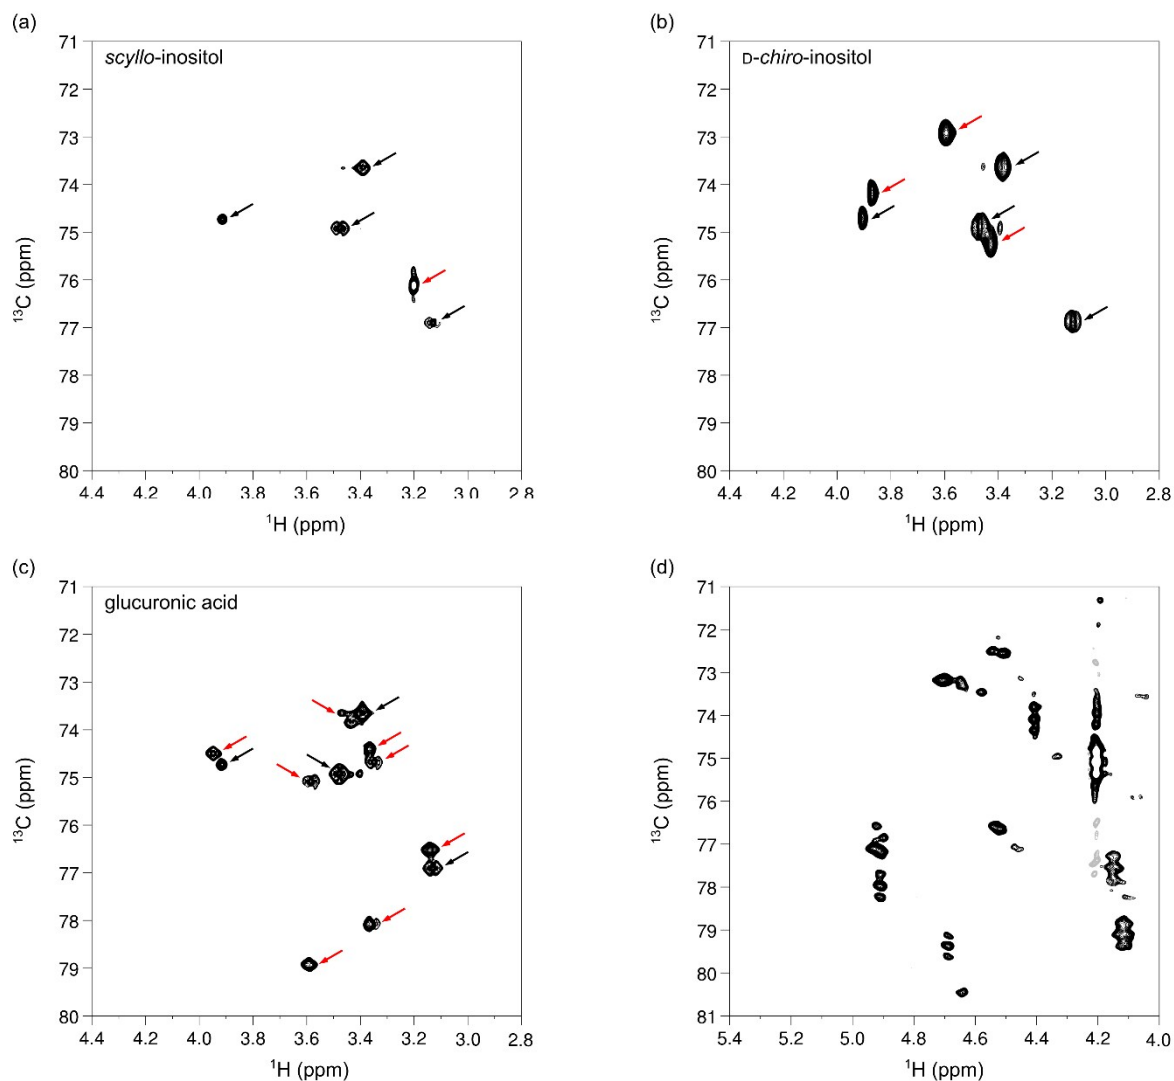 (a)
(b)
71
72
73
74
75
76
77
78
79
80
scyllo-inositol
¹³C (ppm)
4.4 4.2 4.0 3.8 3.6 3.4 3.2 3.0 2.8
¹H (ppm)
71
72
73
74
75
76
77
78
79
80
D-chiro-inositol
¹³C (ppm)
4.4 4.2 4.0 3.8 3.6 3.4 3.2 3.0 2.8
¹H (ppm)
(c)
(d)
71
72
73
74
75
76
77
78
79
80
glucuronic acid
¹³C (ppm)
4.4 4.2 4.0 3.8 3.6 3.4 3.2 3.0 2.8
¹H (ppm)
71
72
73
74
75
76
77
78
79
80
81
¹³C (ppm)
5.4 5.2 5.0 4.8 4.6 4.4 4.2 4.0
¹H (ppm)